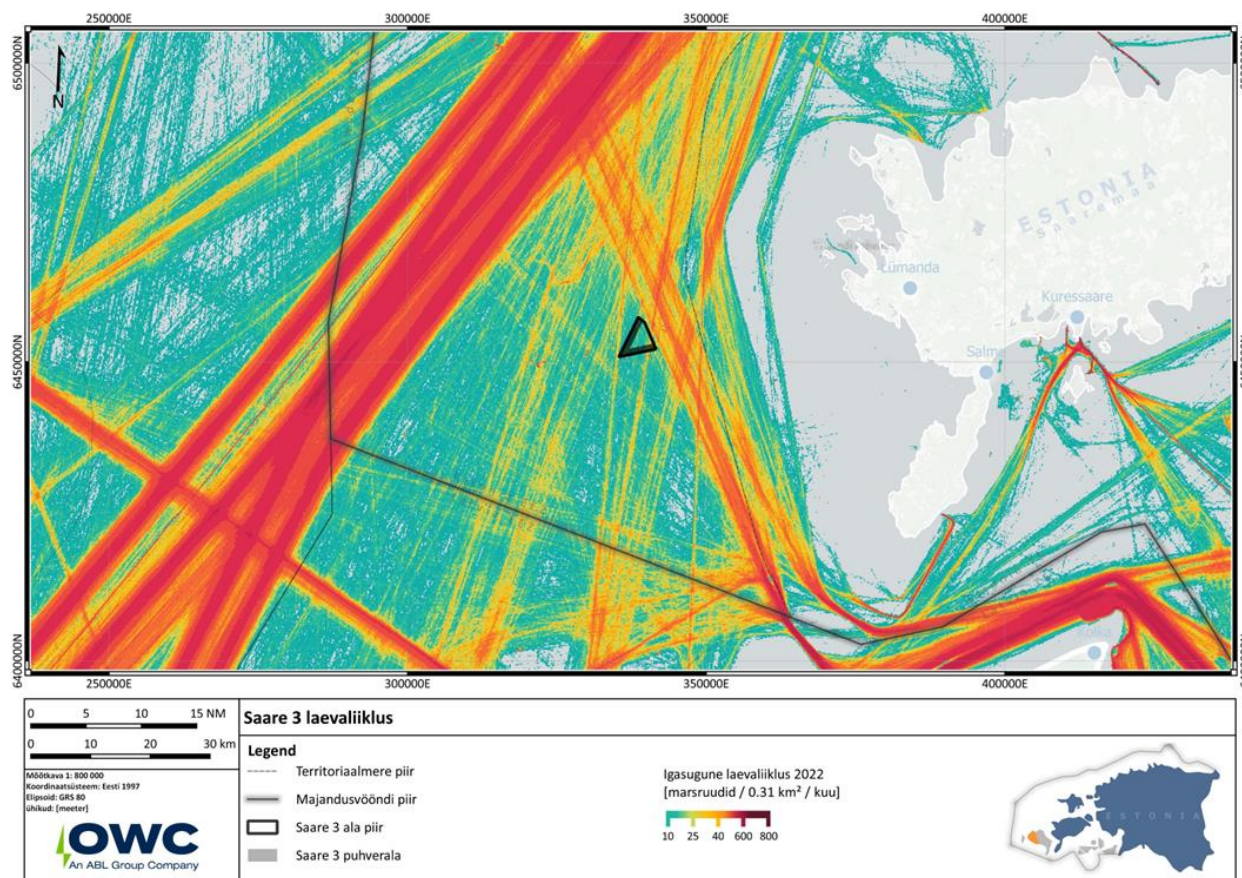 250000E
300000E
350000E
400000E
6500000N
N
ESTONIA
Saaremaa
Lümanda
Kuressaare
Salme
6450000N
6400000N
Kolka
250000E
300000E
350000E
400000E
0 5 10 15 NM
0 10 20 30 km
Mõõtkava 1: 800 000
Koordinaatsüsteem: Eesti 1997
Elipsoid: GRS 80
ühikud: [meeter]
OWC
An ABL Group Company
Saare 3 laevaliiklus
Legend
Territoriaalmere piir
Majandusvööndi piir
Saare 3 ala piir
Saare 3 puhverala
Igasugune laevaliiklus 2022
[marsruudid / 0.31 km² / kuu]
10 25 40 600 800
ESTONIA